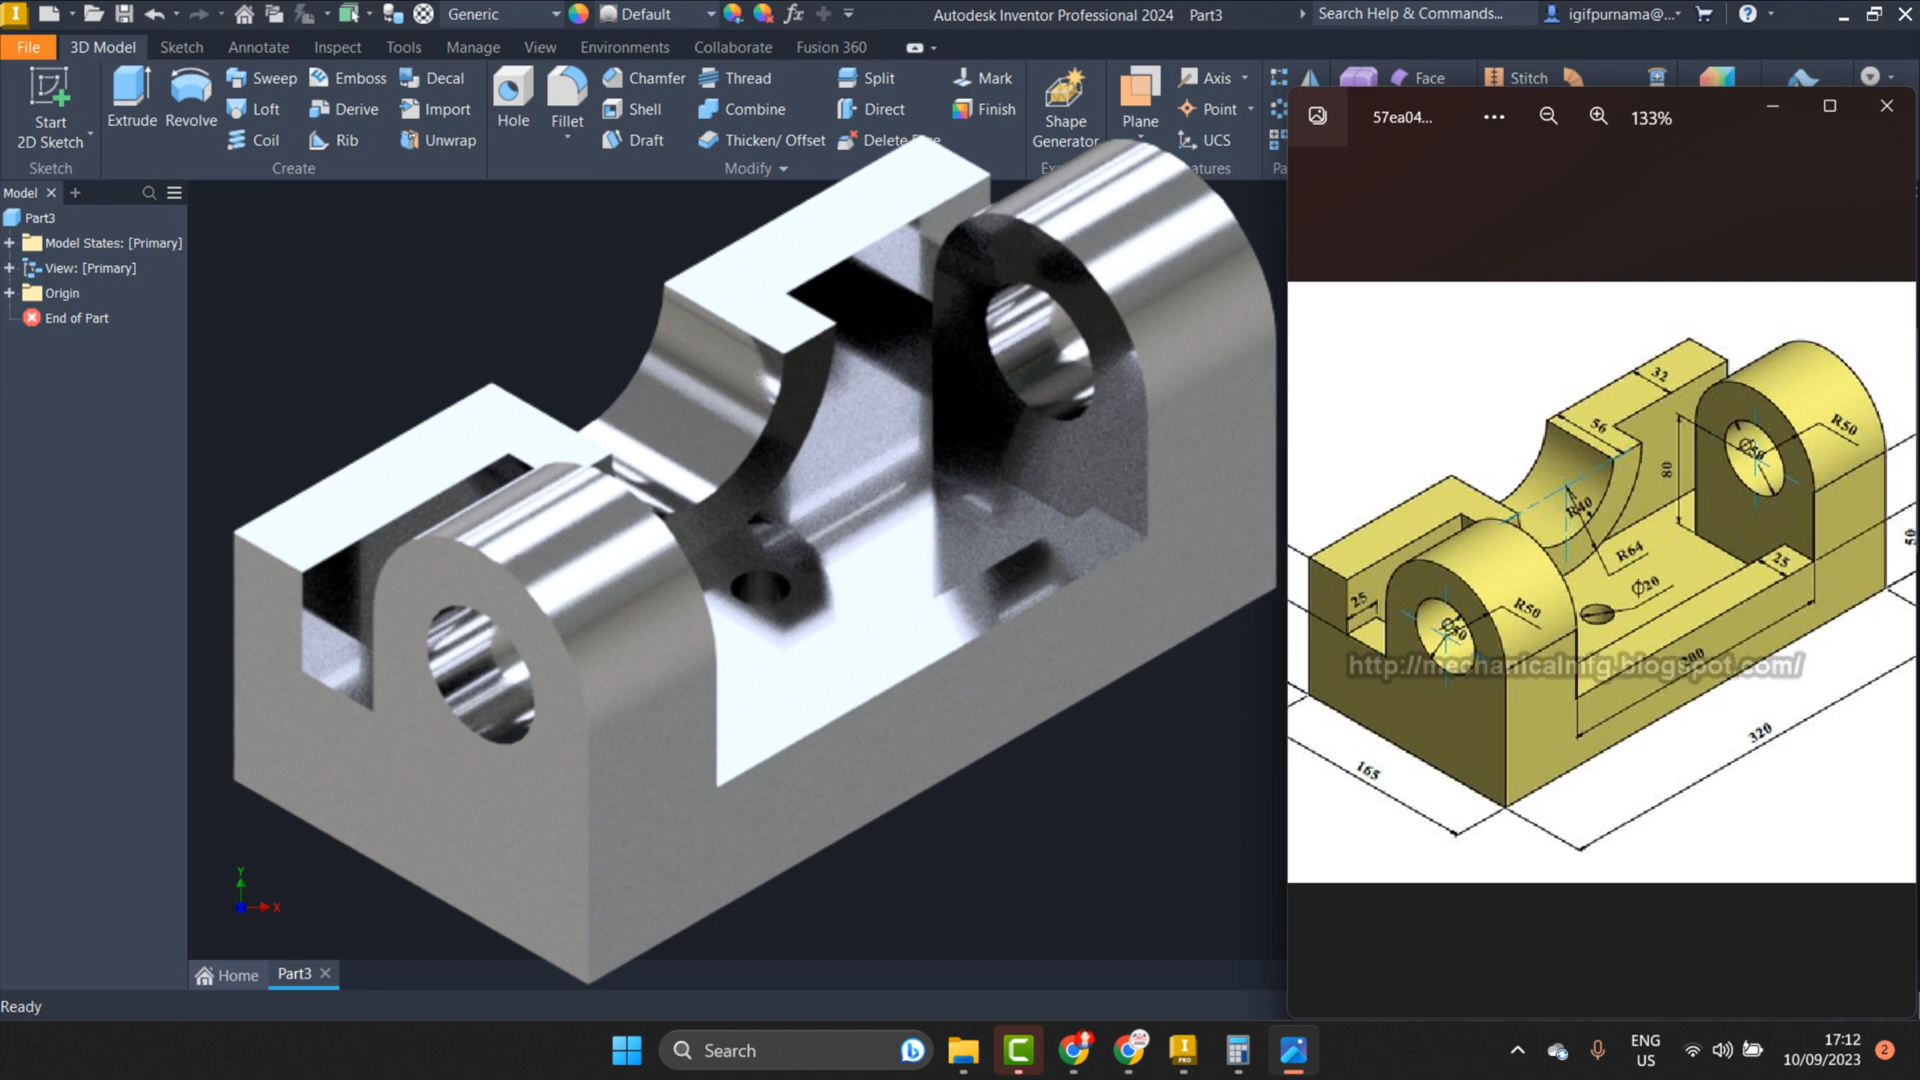 Generic
Default
Autodesk Inventor Professional 2024 Part3
Search Help & Commands...
igifpurnama@...
File 3D Model Sketch Annotate Inspect Tools Manage View Environments Collaborate Fusion 360
Start
2D Sketch
Sketch
Extrude
Revolve
Sweep Emboss Decal
Loft Derive Import
Coil Rib Unwrap
Create
Hole
Fillet
Chamfer Thread Split
Shell Combine Direct
Draft Thicken/ Offset Delete
Modify
Mark
Finish
Shape
Generator
Plane
Axis
Point
UCS
Face
Stitch
Model
Part3
Model States: [Primary]
View: [Primary]
Origin
End of Part
57ea04...
133%
32
56
R50
Ø50
80
R40
R64
50
25
Ø20
25
R50
Ø50
200
http://mechanicalmfg.blogspot.com/
320
165
Y
X
Home
Part3
Ready
Search
PRO
ENG
US
17:12
10/09/2023
2